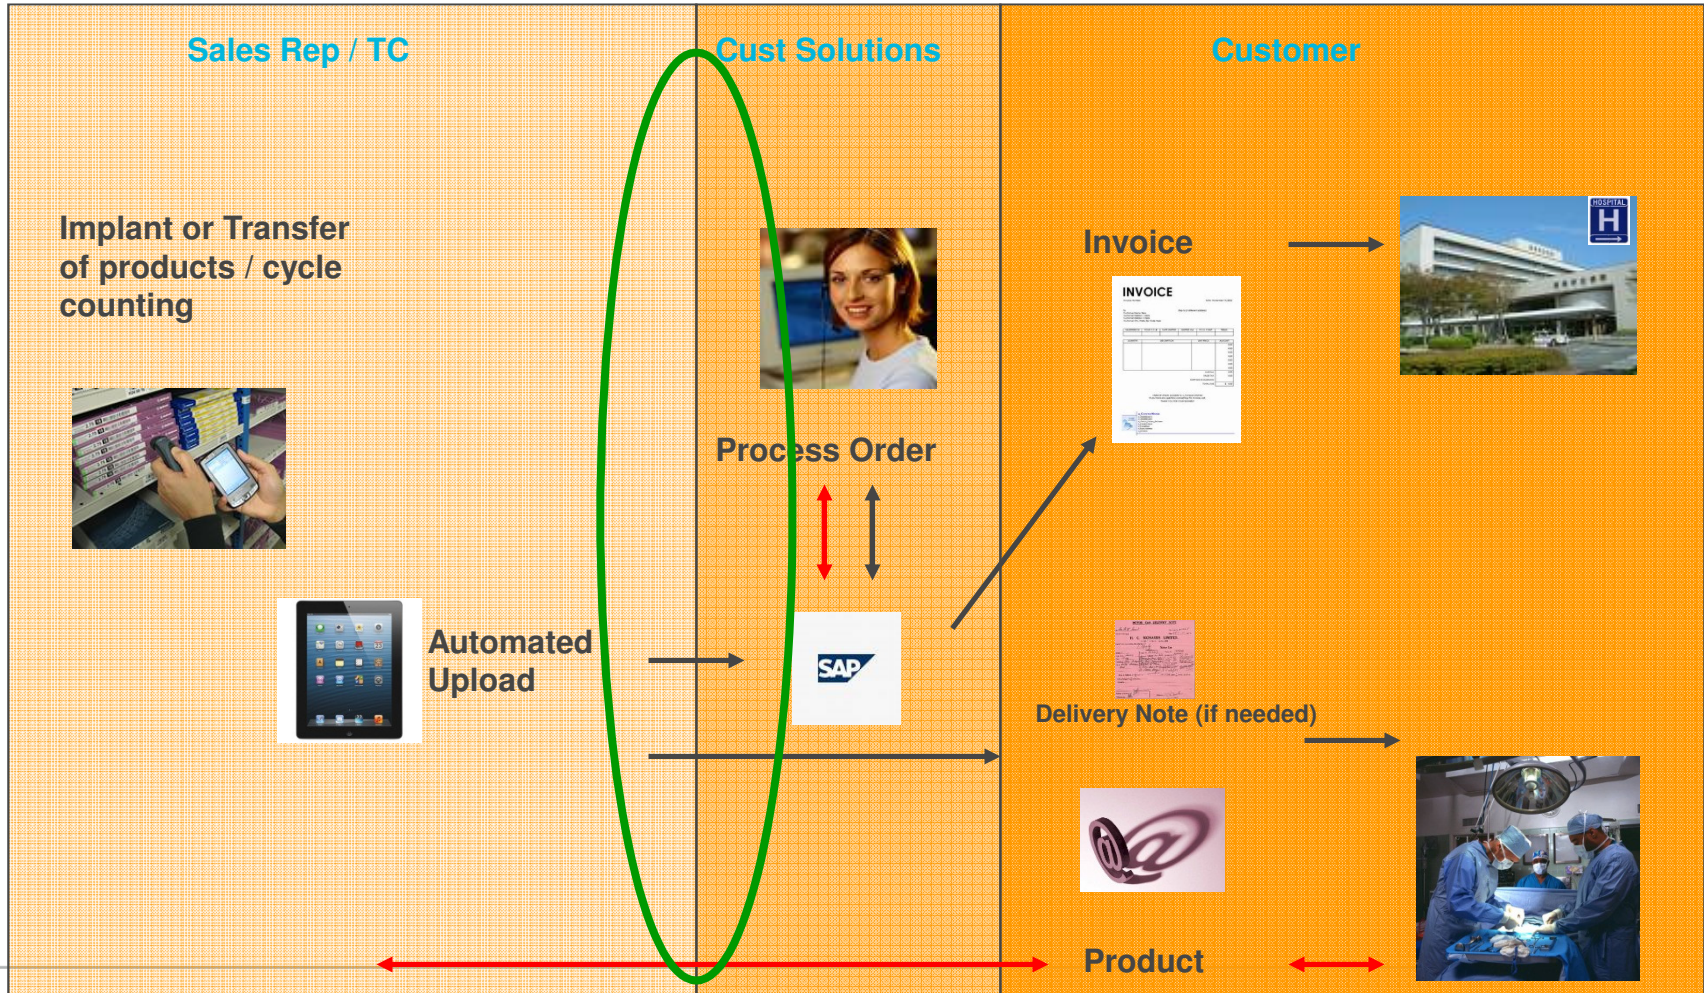 Sales Rep / TC
Cust Solutions
Customer
Implant or Transfer
of products / cycle
counting
Process Order
Automated
Upload
SAP
Invoice
INVOICE
HOSPITAL
H
Delivery Note (if needed)
Product